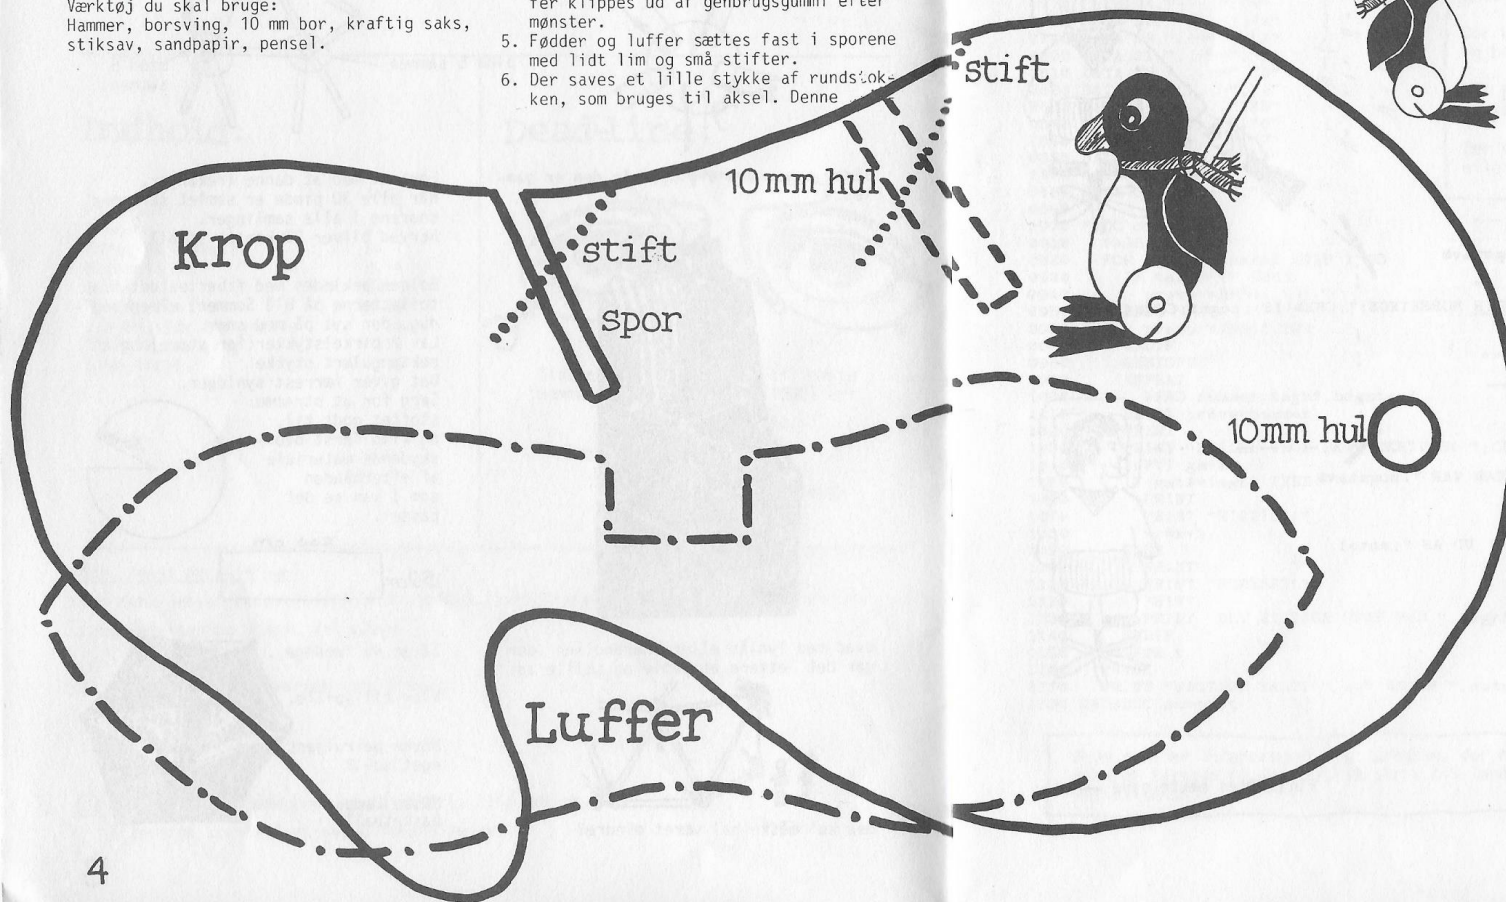 Værktøj du skal bruge:
Hammer, borsving, 10 mm bor, kraftig saks,
stiksav, sandpapir, pensel.
fer klippes ud af genbrugsgummi efter
mønster.
5. Fødder og luffer sættes fast i sporene
med lidt lim og små stifter.
6. Der saves et lille stykke af rundstok-
ken, som bruges til aksel. Denne
stift
10mm hul
Krop
stift
spor
10mm hul
Luffer
4